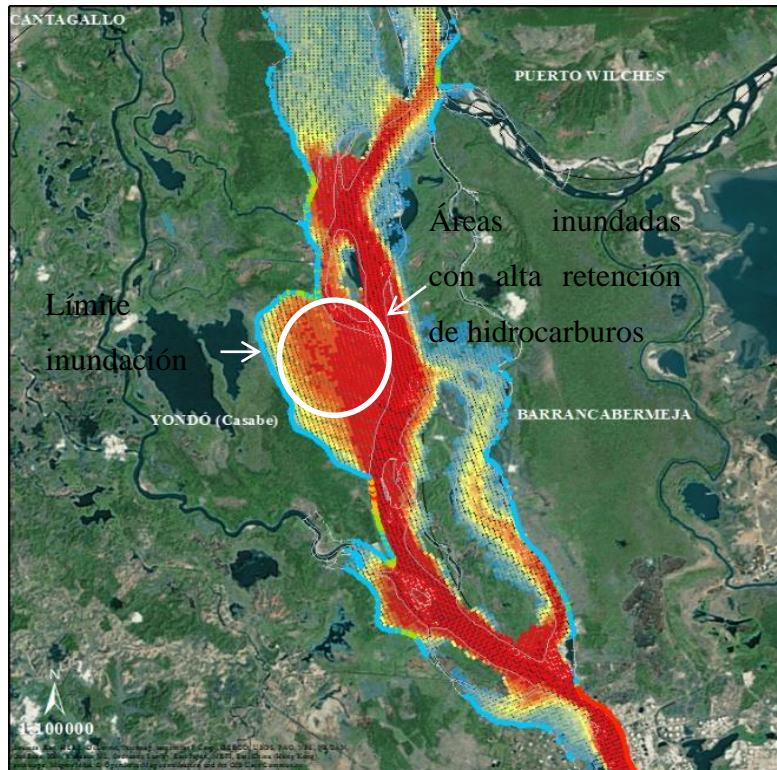 CANTAGALLO
PUERTO WILCHES
Áreas inundadas
con alta retención
de hidrocarburos
Límite
inundación
YONDÓ (Casabe)
BARRANCABERMEJA
N
1:100000